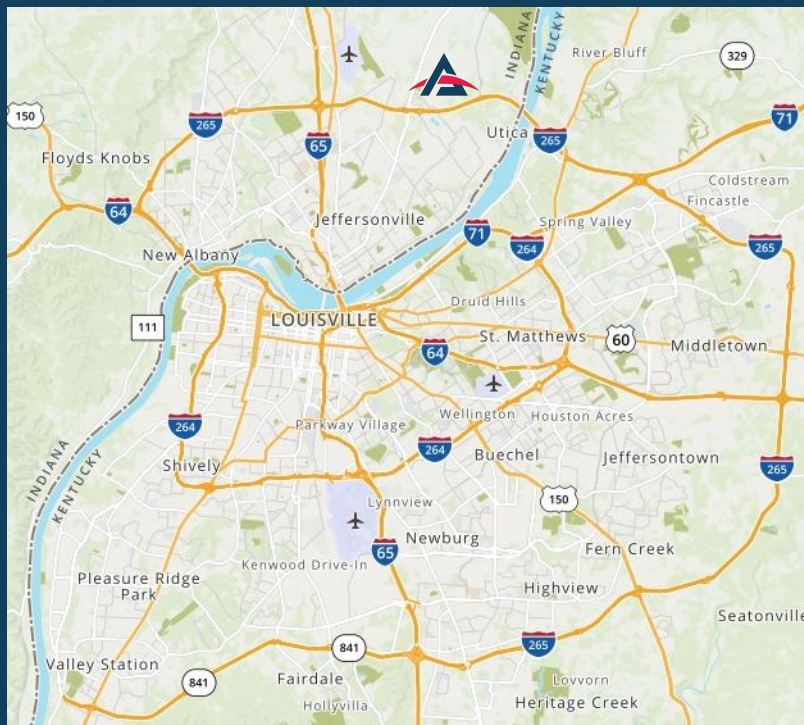 INDIANA
KENTUCKY
River Bluff
329
150
265
65
71
Utica
265
Floyds Knobs
Coldstream
Fincastle
64
Jeffersonville
71
264
Spring Valley
265
New Albany
111
Druid Hills
LOUISVILLE
St. Matthews
60
Middletown
64
264
Parkway Village
Wellington
Houston Acres
264
Buechel
Jeffersontown
Shively
265
INDIANA
KENTUCKY
Lynnview
150
Newburg
65
Fern Creek
Kenwood Drive-In
Pleasure Ridge
Park
Highview
Seatonville
841
265
Valley Station
841
Fairdale
Lovvorn
Hollyvilla
Heritage Creek